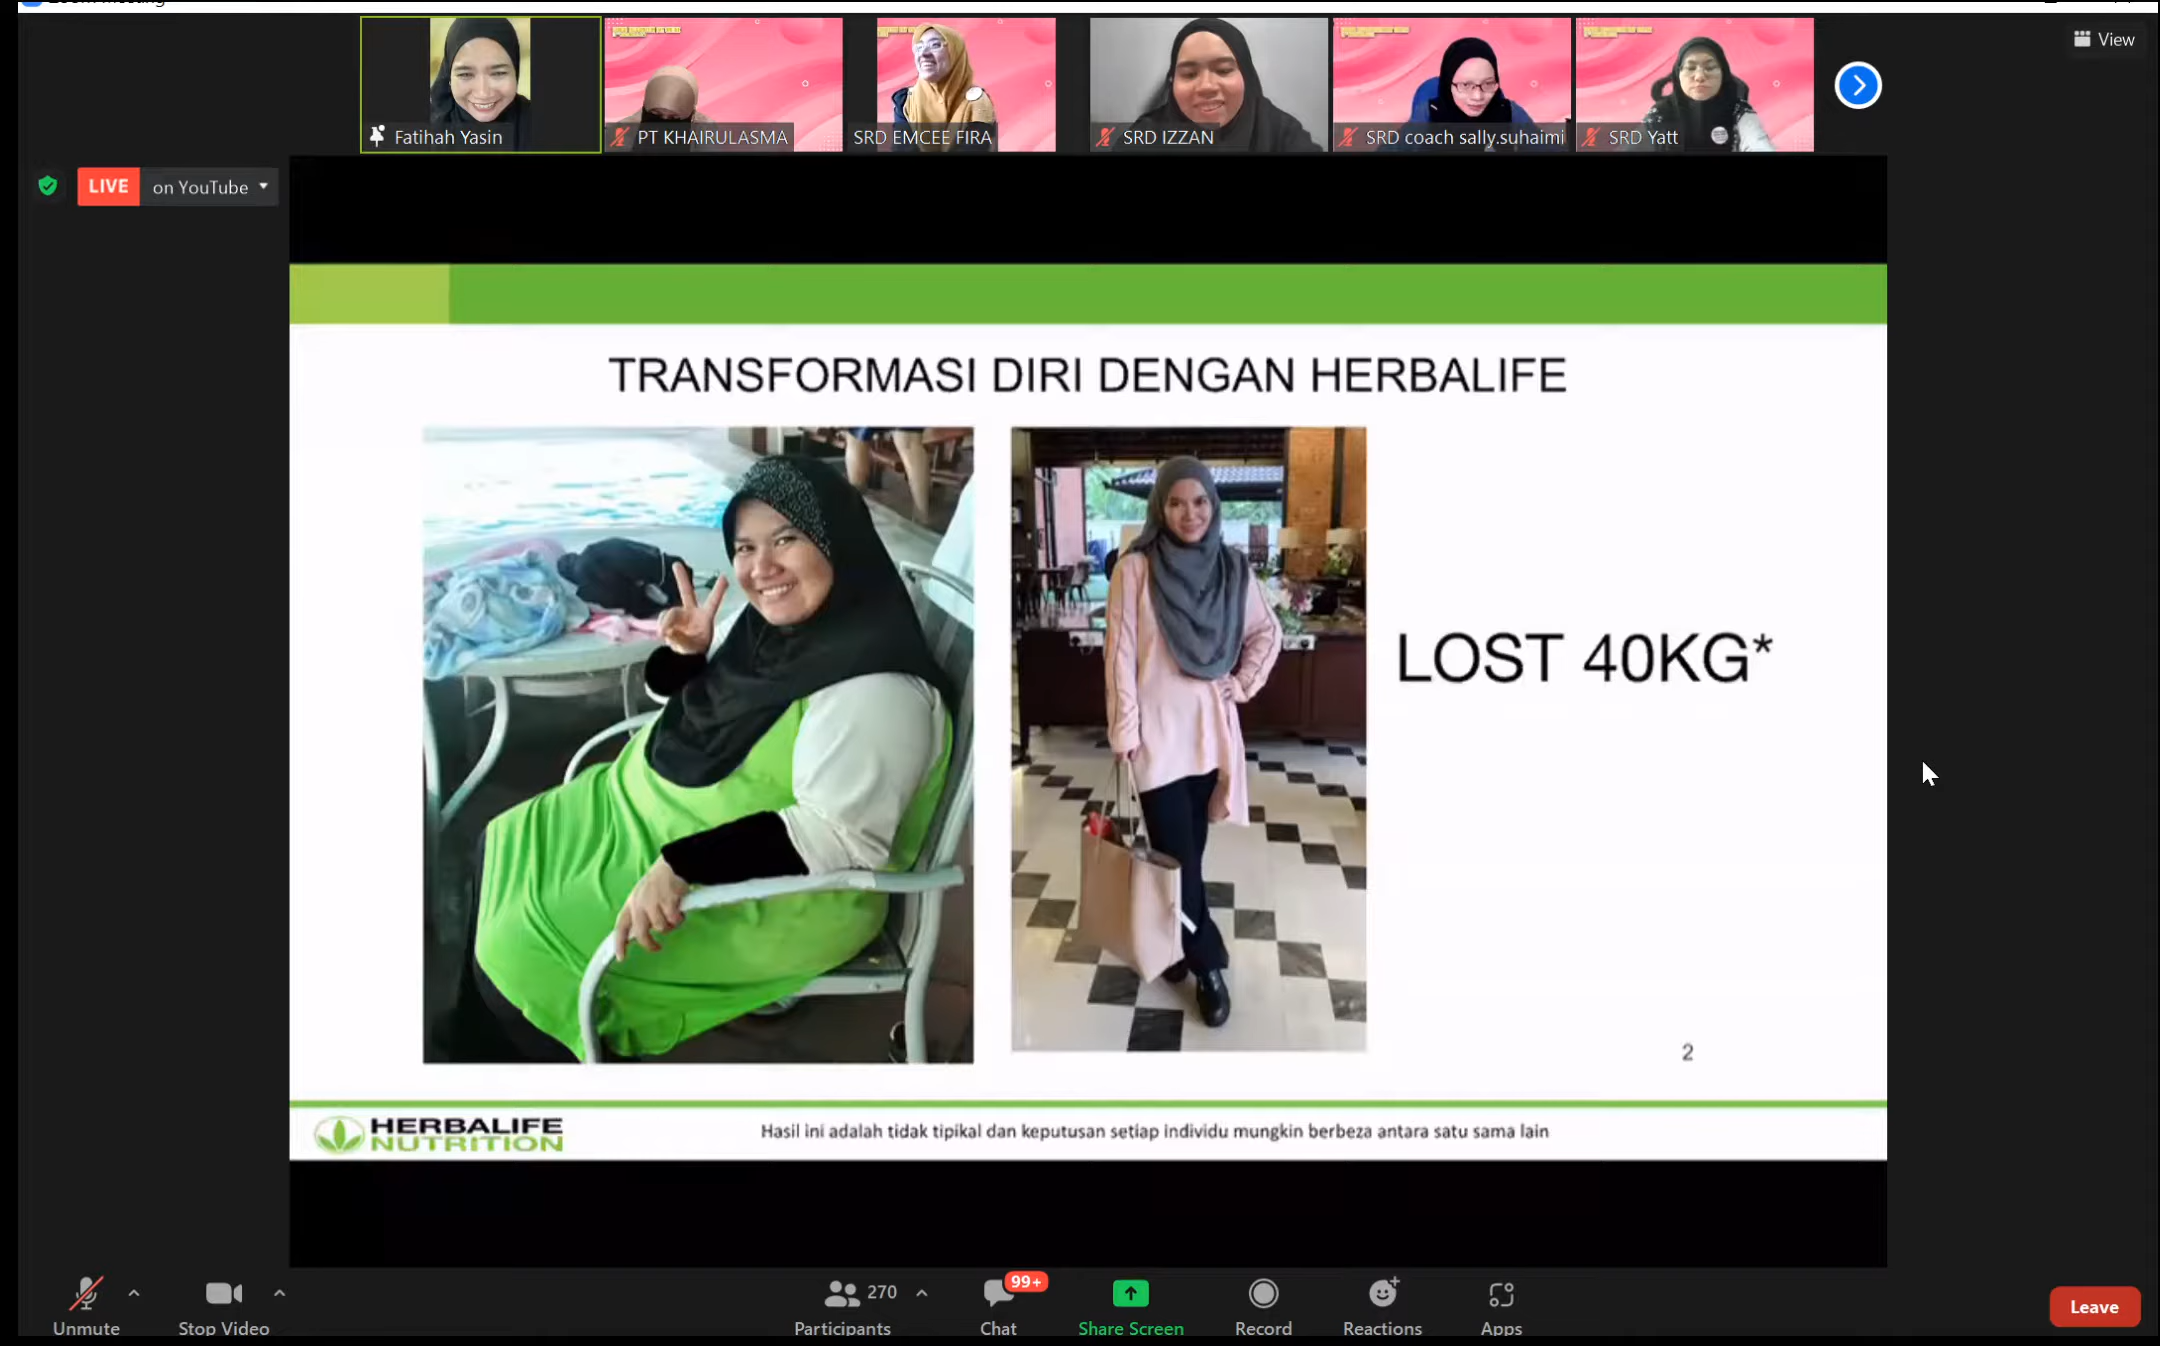 View
Fatihah Yasin
PT KHAIRULASMA
SRD EMCEE FIRA
SRD IZZAN
SRD coach sally.suhaimi
SRD Yatt
LIVE on YouTube
TRANSFORMASI DIRI DENGAN HERBALIFE
LOST 40KG*
2
HERBALIFE
NUTRITION
Hasil ini adalah tidak tipikal dan keputusan setiap individu mungkin berbeza antara satu sama lain
Unmute
Stop Video
270
Participants
99+
Chat
Share Screen
Record
Reactions
Apps
Leave